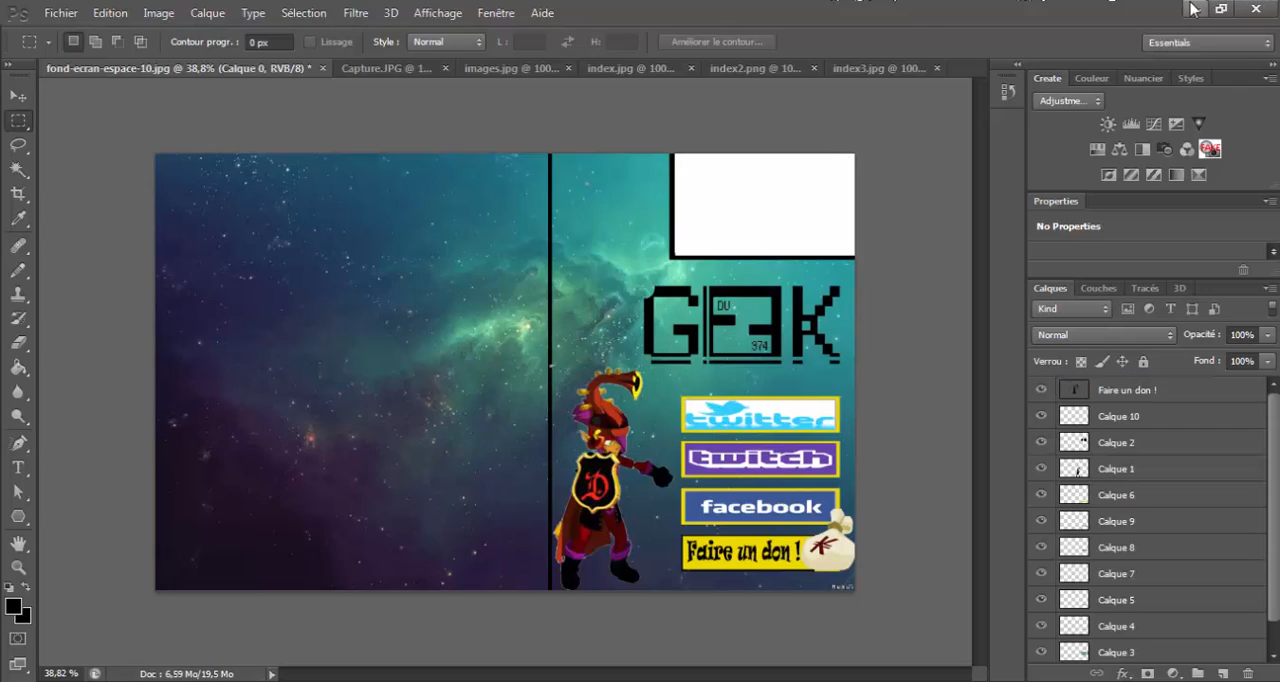 Ps Fichier Edition Image Calque Type Sélection Filtre 3D Affichage Fenêtre Aide
Contour progr. : 0 px Lissage Style : Normal L : H: Améliorer le contour... Essentials
fond-ecran-espace-10.jpg @ 38,8% (Calque 0, RVB/8) * × Capture.JPG @ 1... × images.jpg @ 100... × index.jpg @ 100... × index2.png @ 10... × index3.jpg @ 100... ×
Create Couleur Nuancier Styles
Adjustme...
Properties
No Properties
Calques Couches Tracés 3D
Kind
Normal Opacité : 100%
Verrou : Fond : 100%
Faire un don !
Calque 10
Calque 2
Calque 1
Calque 6
Calque 9
Calque 8
Calque 7
Calque 5
Calque 4
Calque 3
GEEK
DU
974
twitter
twitch
facebook
Faire un don !
D
38,82 % Doc : 6,59 Mo/19,5 Mo